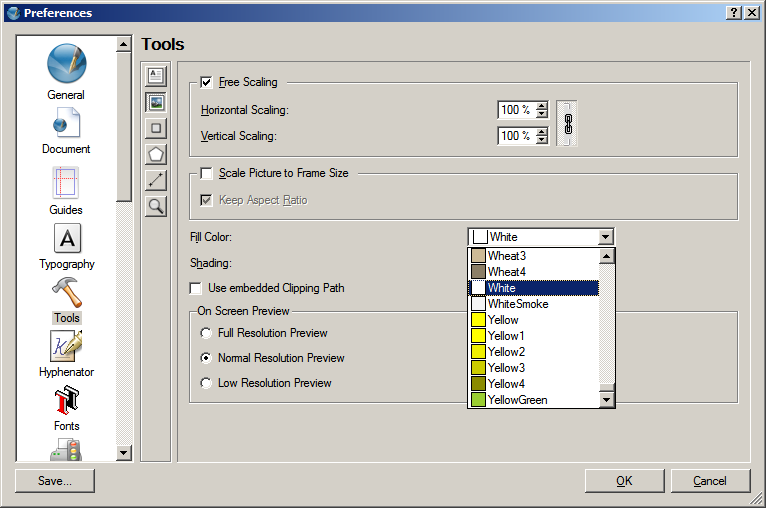 Preferences
General
Document
Guides
A
Typography
Tools
Hyphenator
Fonts
Tools
A
Free Scaling
Horizontal Scaling: 100 %
Vertical Scaling: 100 %
Scale Picture to Frame Size
Keep Aspect Ratio
Fill Color: White
Shading:
Use embedded Clipping Path
On Screen Preview
Full Resolution Preview
Normal Resolution Preview
Low Resolution Preview
Wheat3
Wheat4
White
WhiteSmoke
Yellow
Yellow1
Yellow2
Yellow3
Yellow4
YellowGreen
Save...
OK
Cancel